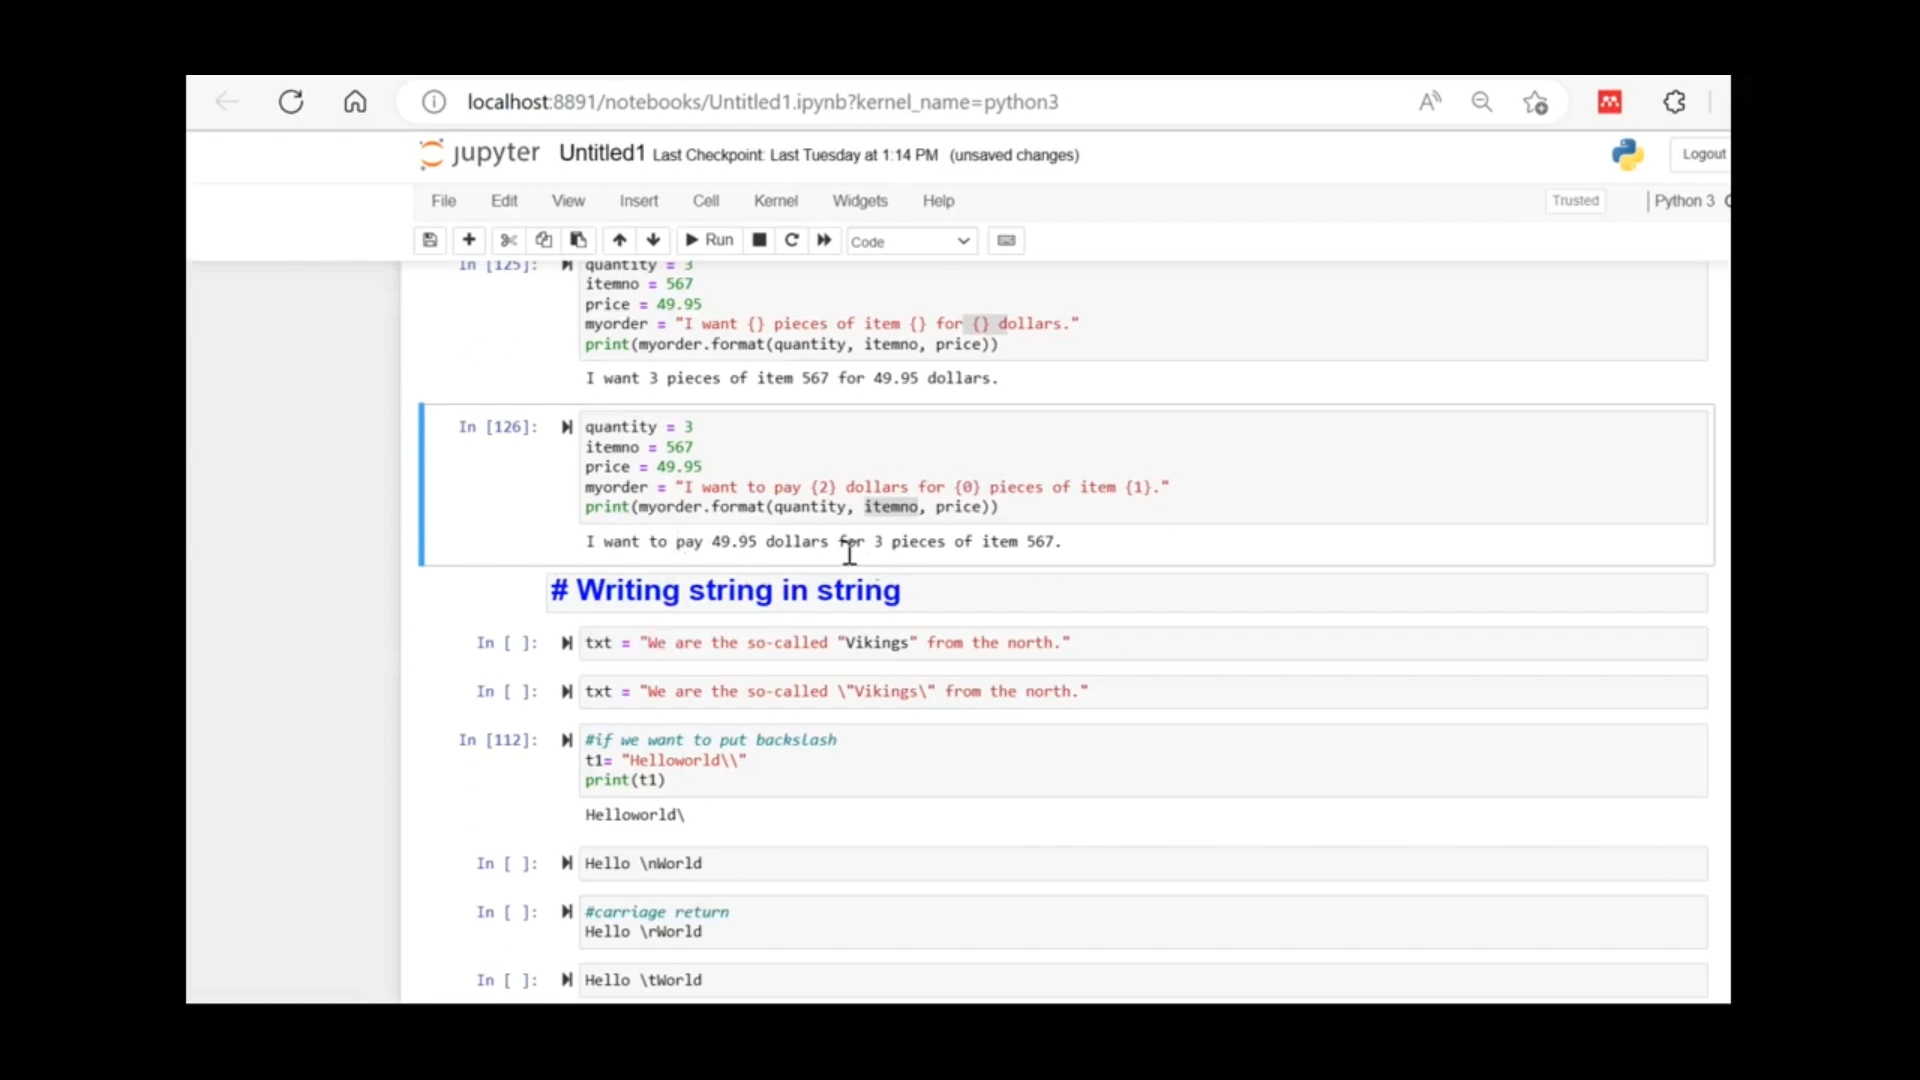 localhost:8891/notebooks/Untitled1.ipynb?kernel_name=python3
jupyter Untitled1 Last Checkpoint: Last Tuesday at 1:14 PM (unsaved changes)
Logout
File Edit View Insert Cell Kernel Widgets Help
Trusted
Python 3
Run
Code
In [125]: quantity = 3
itemno = 567
price = 49.95
myorder = "I want {} pieces of item {} for {} dollars."
print(myorder.format(quantity, itemno, price))
I want 3 pieces of item 567 for 49.95 dollars.
In [126]: quantity = 3
itemno = 567
price = 49.95
myorder = "I want to pay {2} dollars for {0} pieces of item {1}."
print(myorder.format(quantity, itemno, price))
I want to pay 49.95 dollars for 3 pieces of item 567.
# Writing string in string
In [ ]: txt = "We are the so-called "Vikings" from the north."
In [ ]: txt = "We are the so-called \"Vikings\" from the north."
In [112]: #if we want to put backslash
t1= "Helloworld\\"
print(t1)
Helloworld\
In [ ]: Hello \nWorld
In [ ]: #carriage return
Hello \rWorld
In [ ]: Hello \tWorld